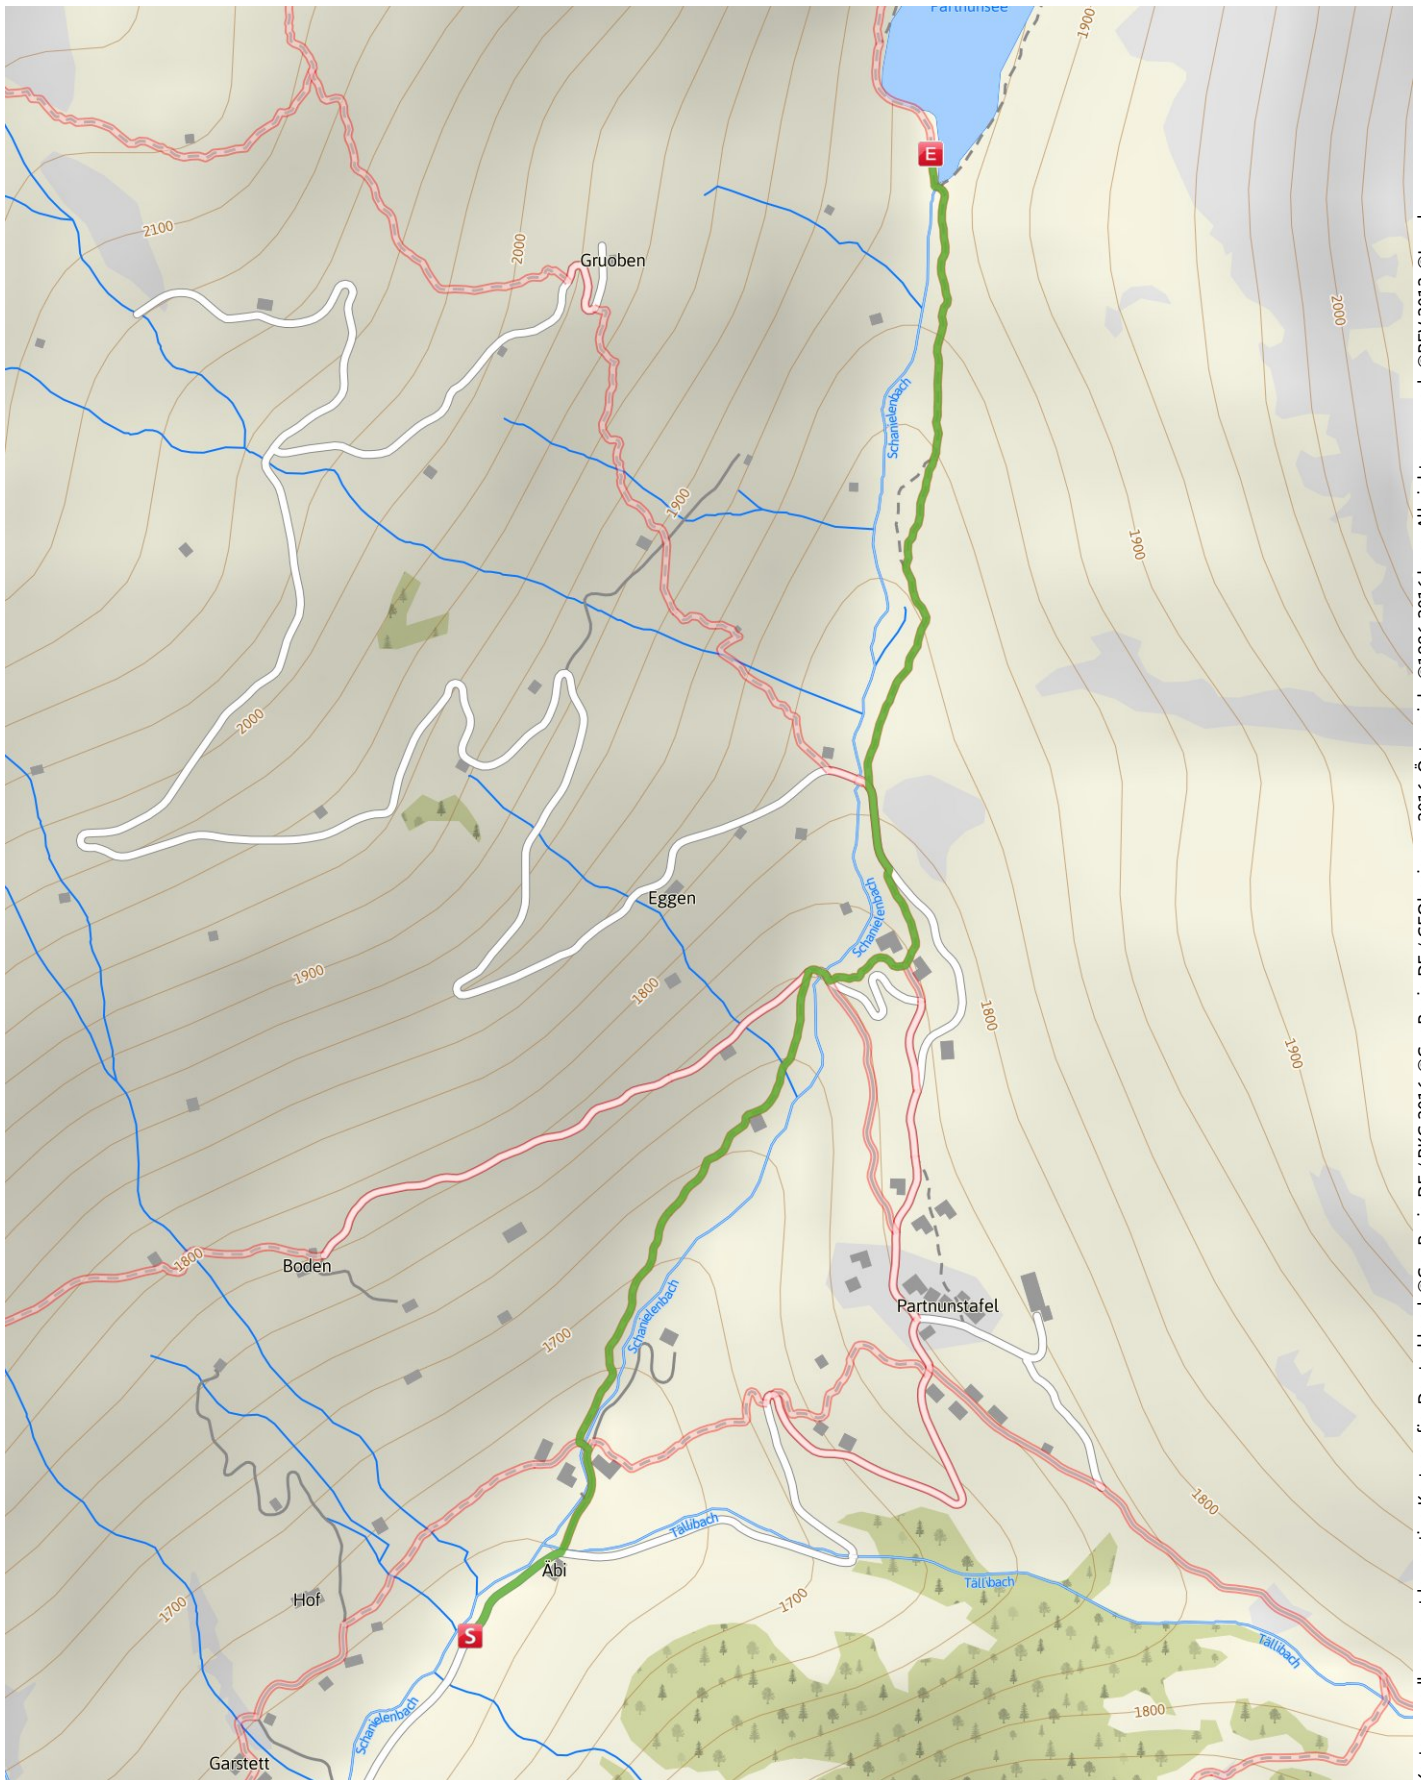 Partnunsee
1900
E
2100
2000
Gruoben
2000
Schanielenbach
1900
1900
2000
Eggen
Schanielenbach
1900
1800
1800
1900
1800
Boden
Schanielenbach
Partnunstafel
1700
1800
Tällibach
Äbi
Tällibach
1700
Hof
1700
S
Tällibach
Schanielenbach
1800
Garstett